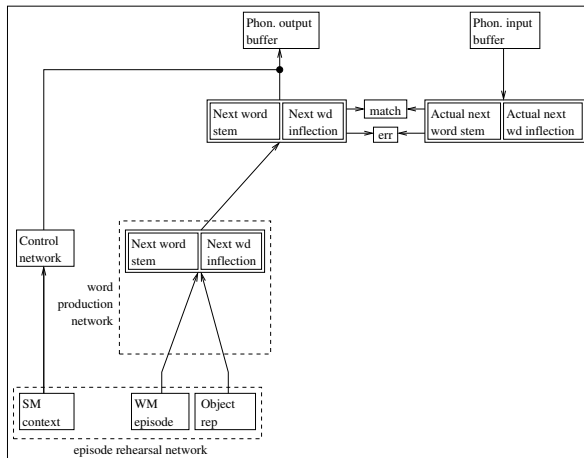 Phon. output
buffer
Phon. input
buffer
Next word
stem
Next wd
inflection
match
err
Actual next
word stem
Actual next
wd inflection
Control
network
Next word
stem
Next wd
inflection
word
production
network
SM
context
WM
episode
Object
rep
episode rehearsal network